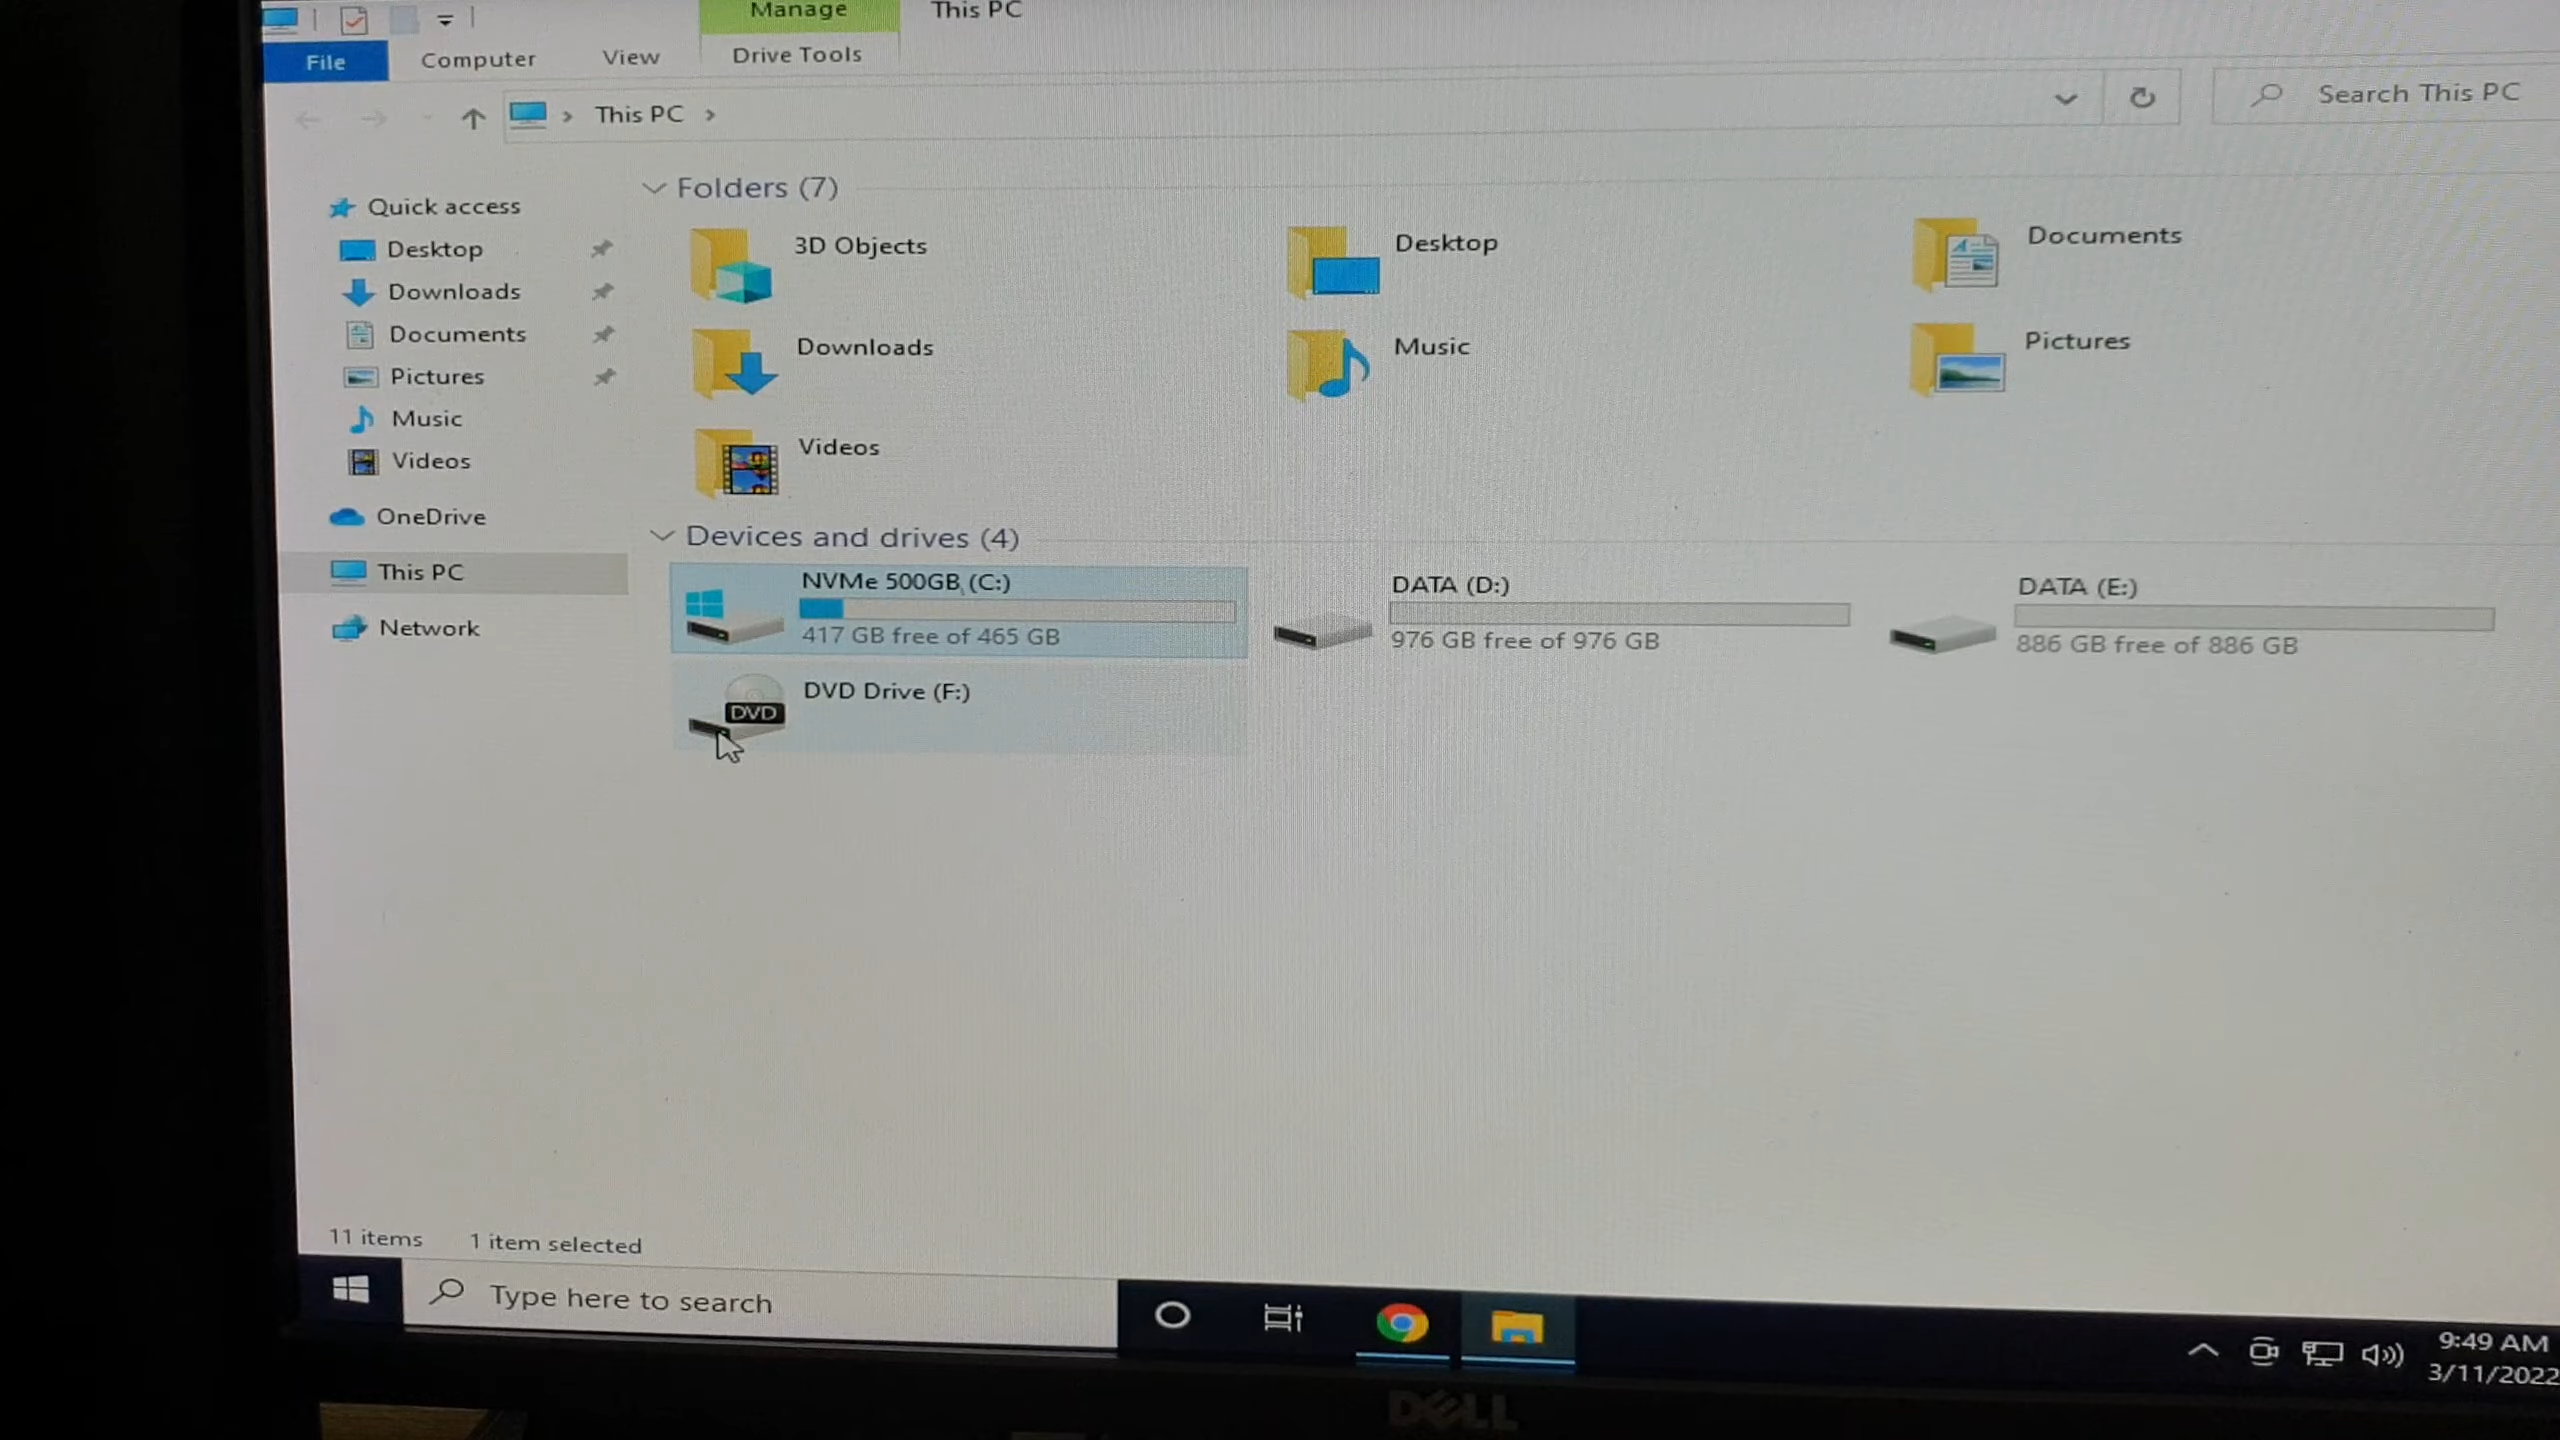 Manage
This PC
File
Computer
View
Drive Tools
This PC
Search This PC
Quick access
Desktop
Downloads
Documents
Pictures
Music
Videos
OneDrive
This PC
Network
Folders (7)
3D Objects
Desktop
Documents
Downloads
Music
Pictures
Videos
Devices and drives (4)
NVMe 500GB (C:)
417 GB free of 465 GB
DATA (D:)
976 GB free of 976 GB
DATA (E:)
886 GB free of 886 GB
DVD Drive (F:)
DVD
11 items
1 item selected
Type here to search
9:49 AM
3/11/2022
DELL